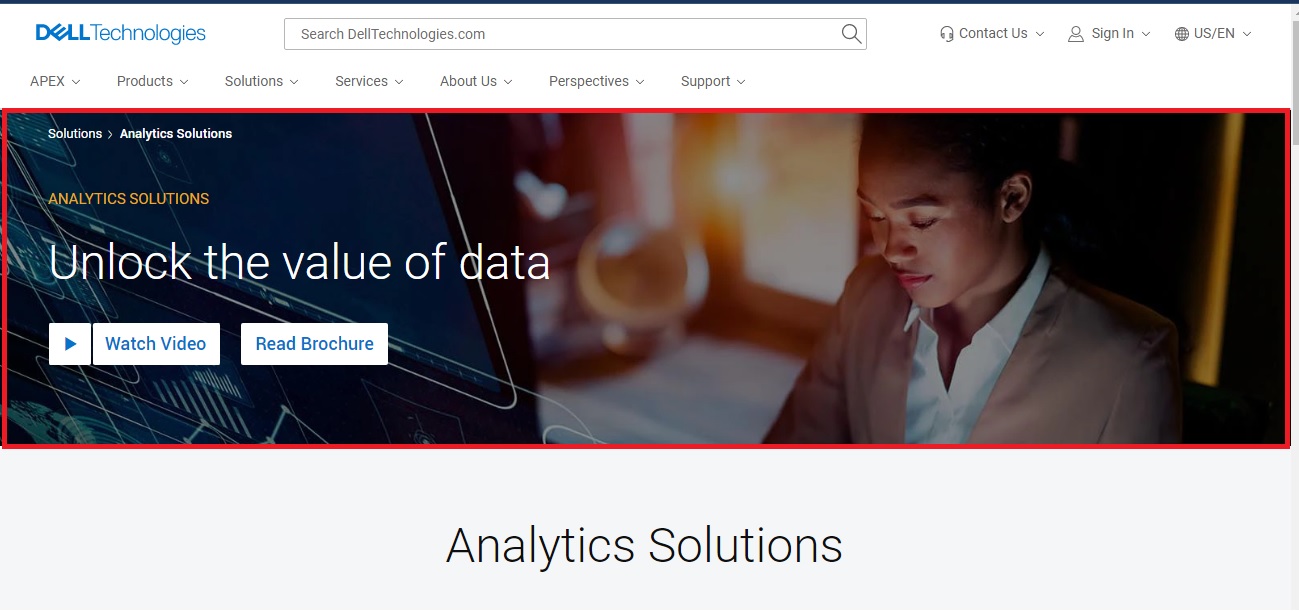 DELLTechnologies
Search DellTechnologies.com
Contact Us
Sign In
US/EN
APEX
Products
Solutions
Services
About Us
Perspectives
Support
Solutions > Analytics Solutions
ANALYTICS SOLUTIONS
Unlock the value of data
Watch Video
Read Brochure
Analytics Solutions